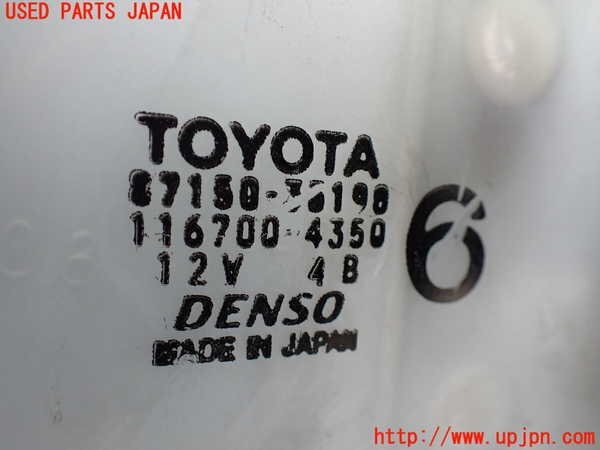 USED PARTS JAPAN
TOYOTA
116700-4350
12V 4B
6
DENSO
MADE IN JAPAN
http://www.upjpn.com/